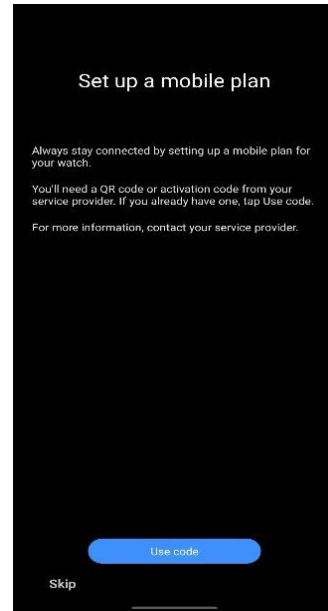 Set up a mobile plan
Always stay connected by setting up a mobile plan for
your watch.
You'll need a QR code or activation code from your
service provider. If you already have one, tap Use code.
For more information, contact your service provider.
Use code
Skip